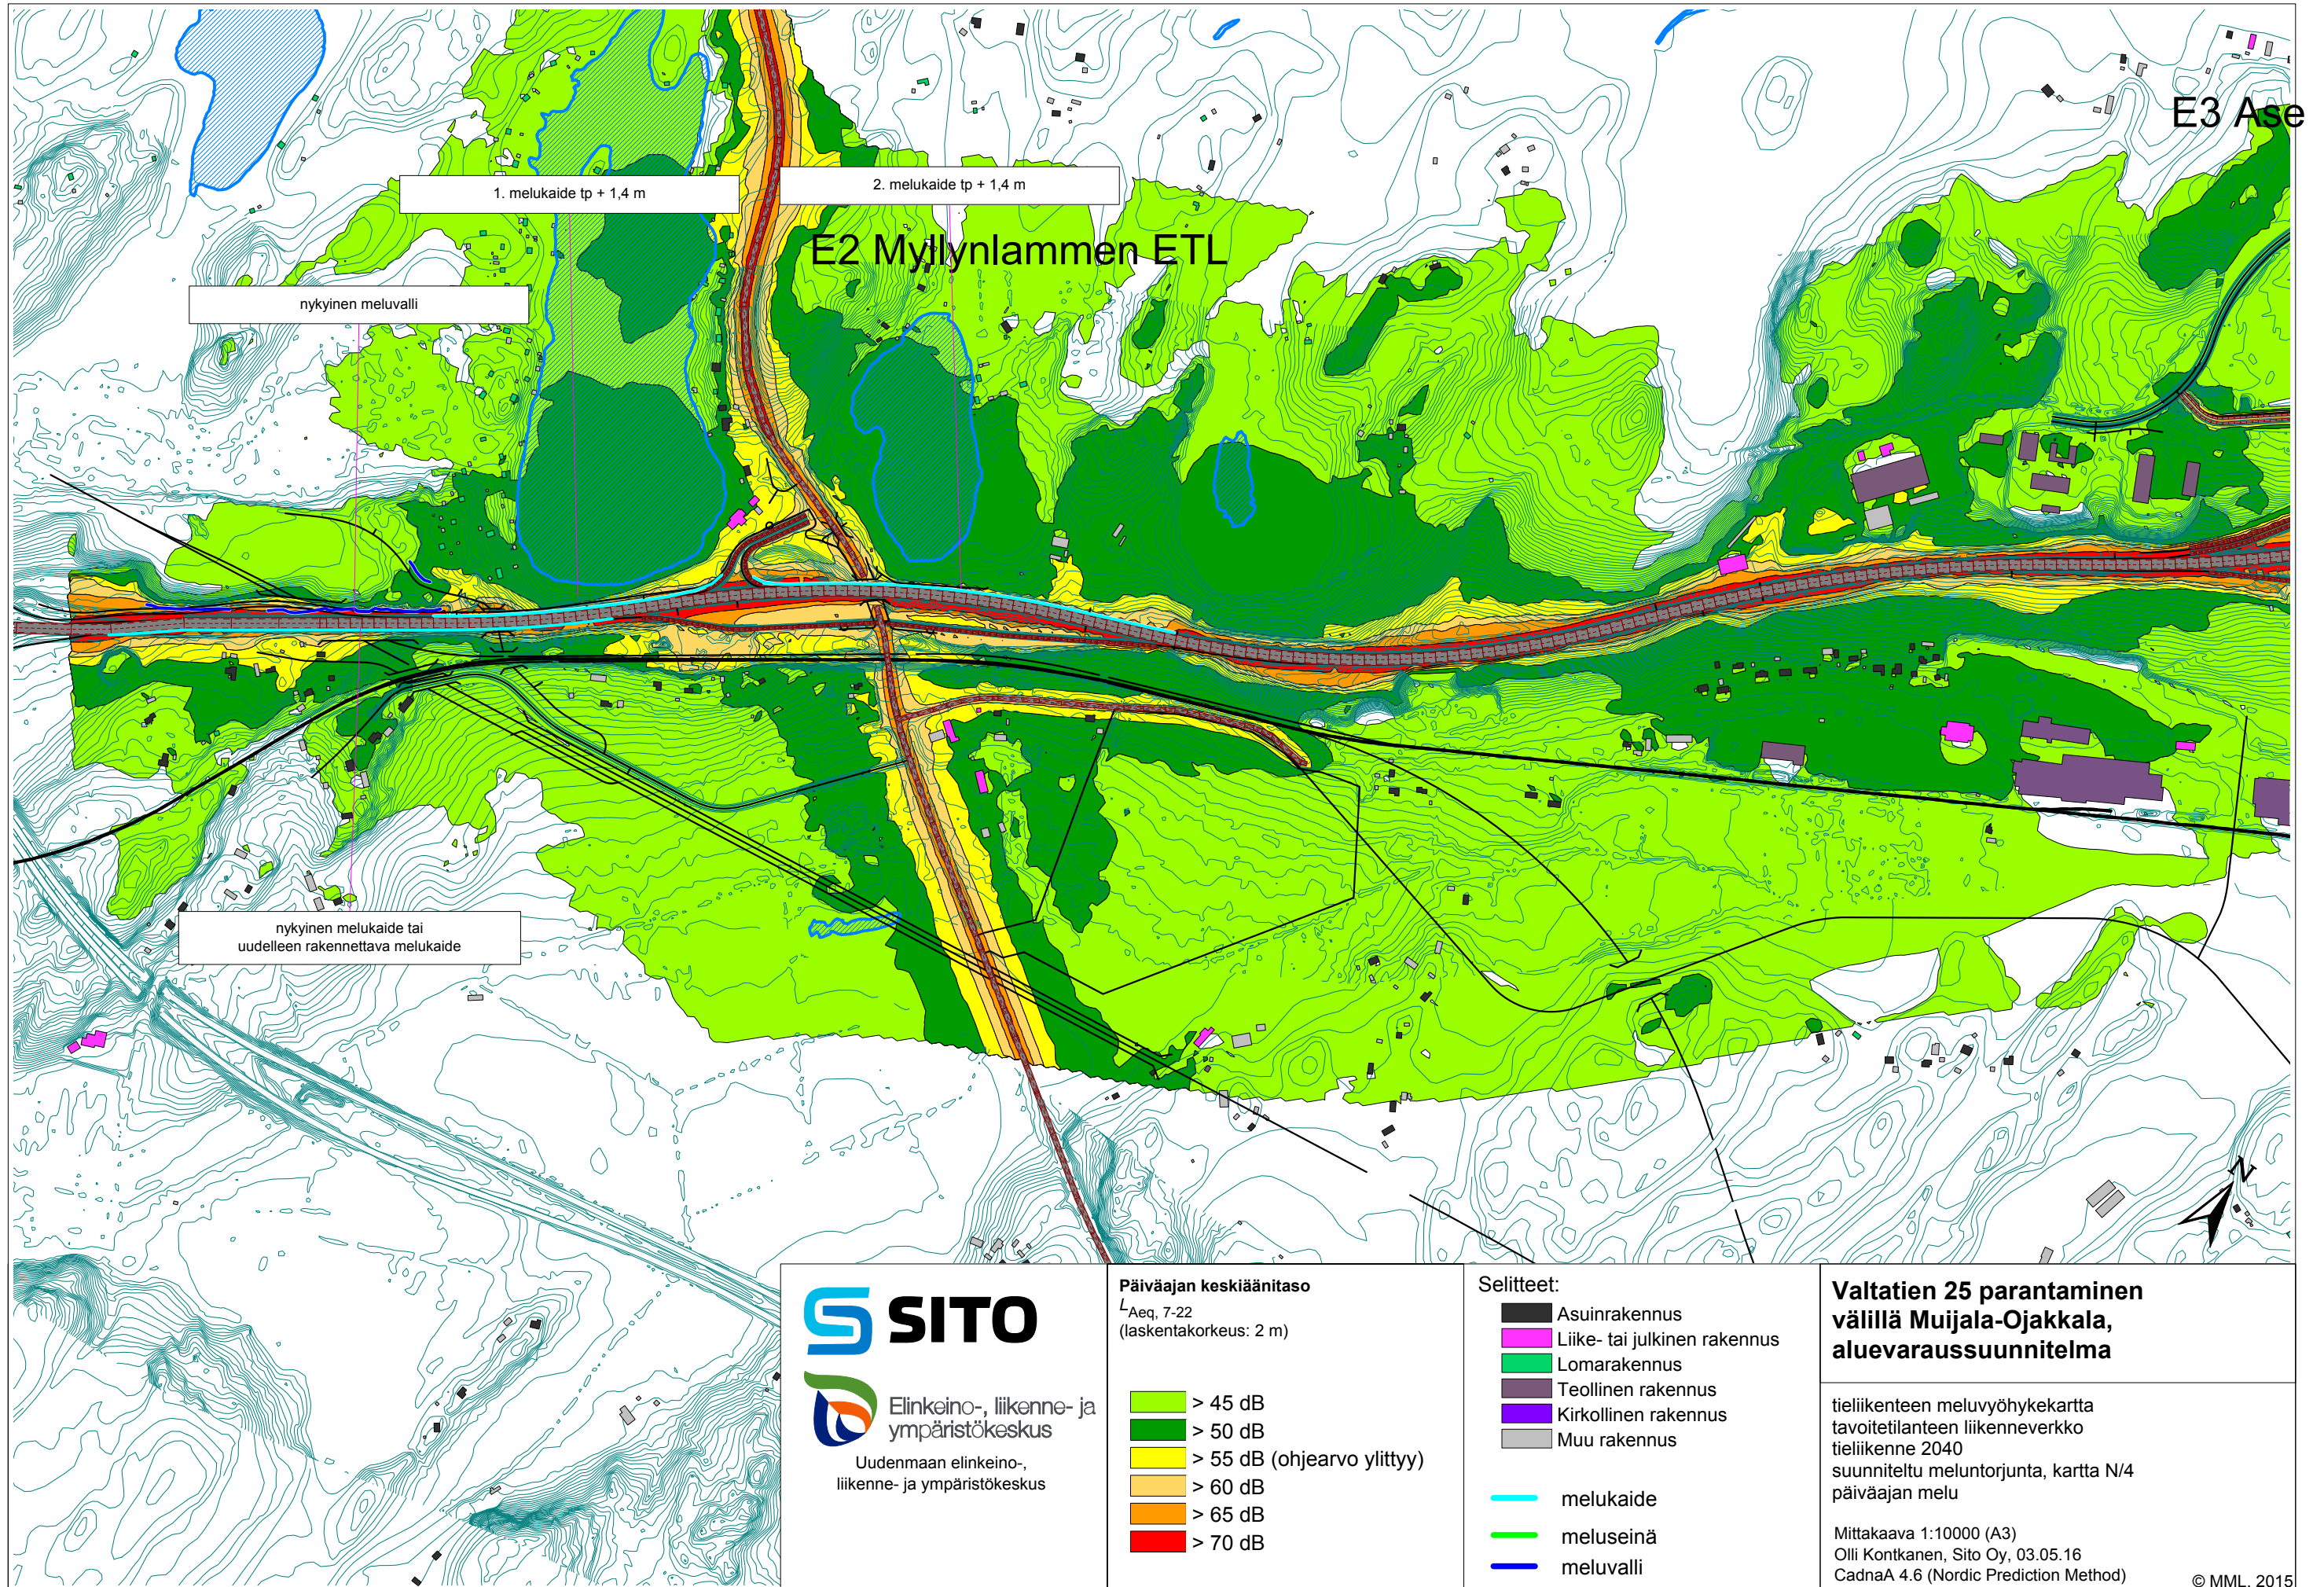 E3 Ase
1. melukaide tp + 1,4 m
2. melukaide tp + 1,4 m
E2 Myllynlammen ETL
nykyinen meluvalli
nykyinen melukaide tai
uudelleen rakennettava melukaide
N
SITO
Elinkeino-, liikenne- ja
ympäristökeskus
Uudenmaan elinkeino-,
liikenne- ja ympäristökeskus
Päiväajan keskiäänitaso
LAeq, 7-22
(laskentakorkeus: 2 m)
> 45 dB
> 50 dB
> 55 dB (ohjearvo ylittyy)
> 60 dB
> 65 dB
> 70 dB
Selitteet:
Asuinrakennus
Liike- tai julkinen rakennus
Lomarakennus
Teollinen rakennus
Kirkollinen rakennus
Muu rakennus
melukaide
meluseinä
meluvalli
Valtatien 25 parantaminen
välillä Muijala-Ojakkala,
aluevaraussuunnitelma
tieliikenteen meluvyöhykekartta
tavoitetilanteen liikenneverkko
tieliikenne 2040
suunniteltu meluntorjunta, kartta N/4
päiväajan melu
Mittakaava 1:10000 (A3)
Olli Kontkanen, Sito Oy, 03.05.16
CadnaA 4.6 (Nordic Prediction Method)
© MML, 2015